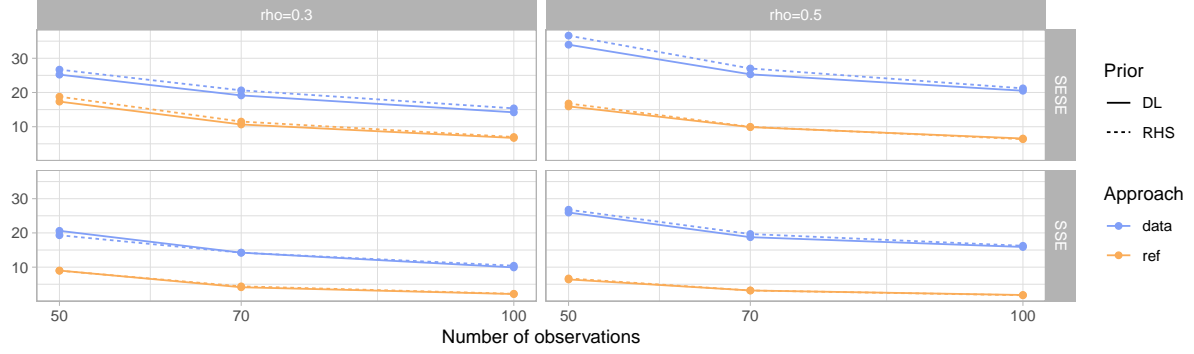 rho=0.3
rho=0.5
30
20
10
SESE
30
20
10
SSE
50
70
100
50
70
100
Number of observations
Prior
DL
RHS
Approach
data
ref